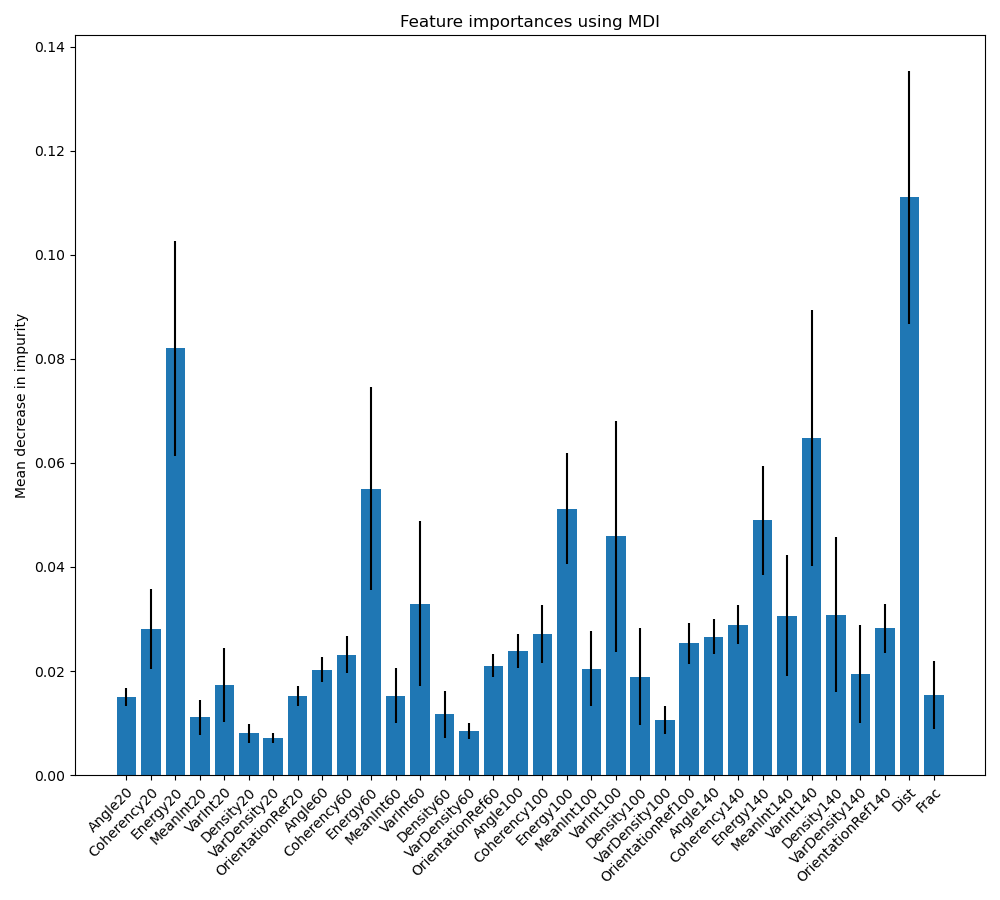 Feature importances using MDI
Mean decrease in impurity
0.14
0.12
0.10
0.08
0.06
0.04
0.02
0.00
Angle20
Coherency20
Energy20
MeanInt20
VarInt20
Density20
VarDensity20
OrientationRef20
Angle60
Coherency60
Energy60
MeanInt60
VarInt60
Density60
VarDensity60
OrientationRef60
Angle100
Coherency100
Energy100
MeanInt100
VarInt100
Density100
VarDensity100
OrientationRef100
Angle140
Coherency140
Energy140
MeanInt140
VarInt140
Density140
VarDensity140
OrientationRef140
Dist
Frac